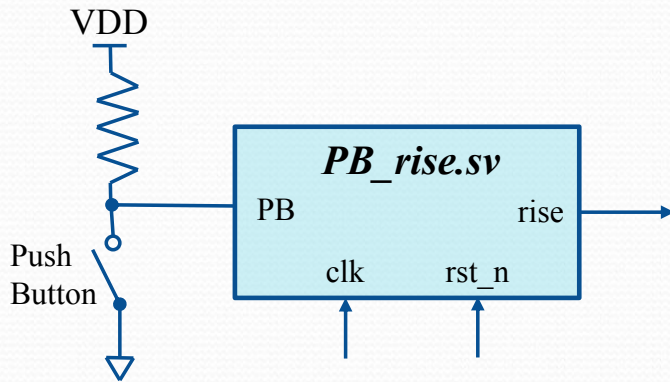 VDD
PB_rise.sv
PB
rise
Push
Button
clk
rst_n